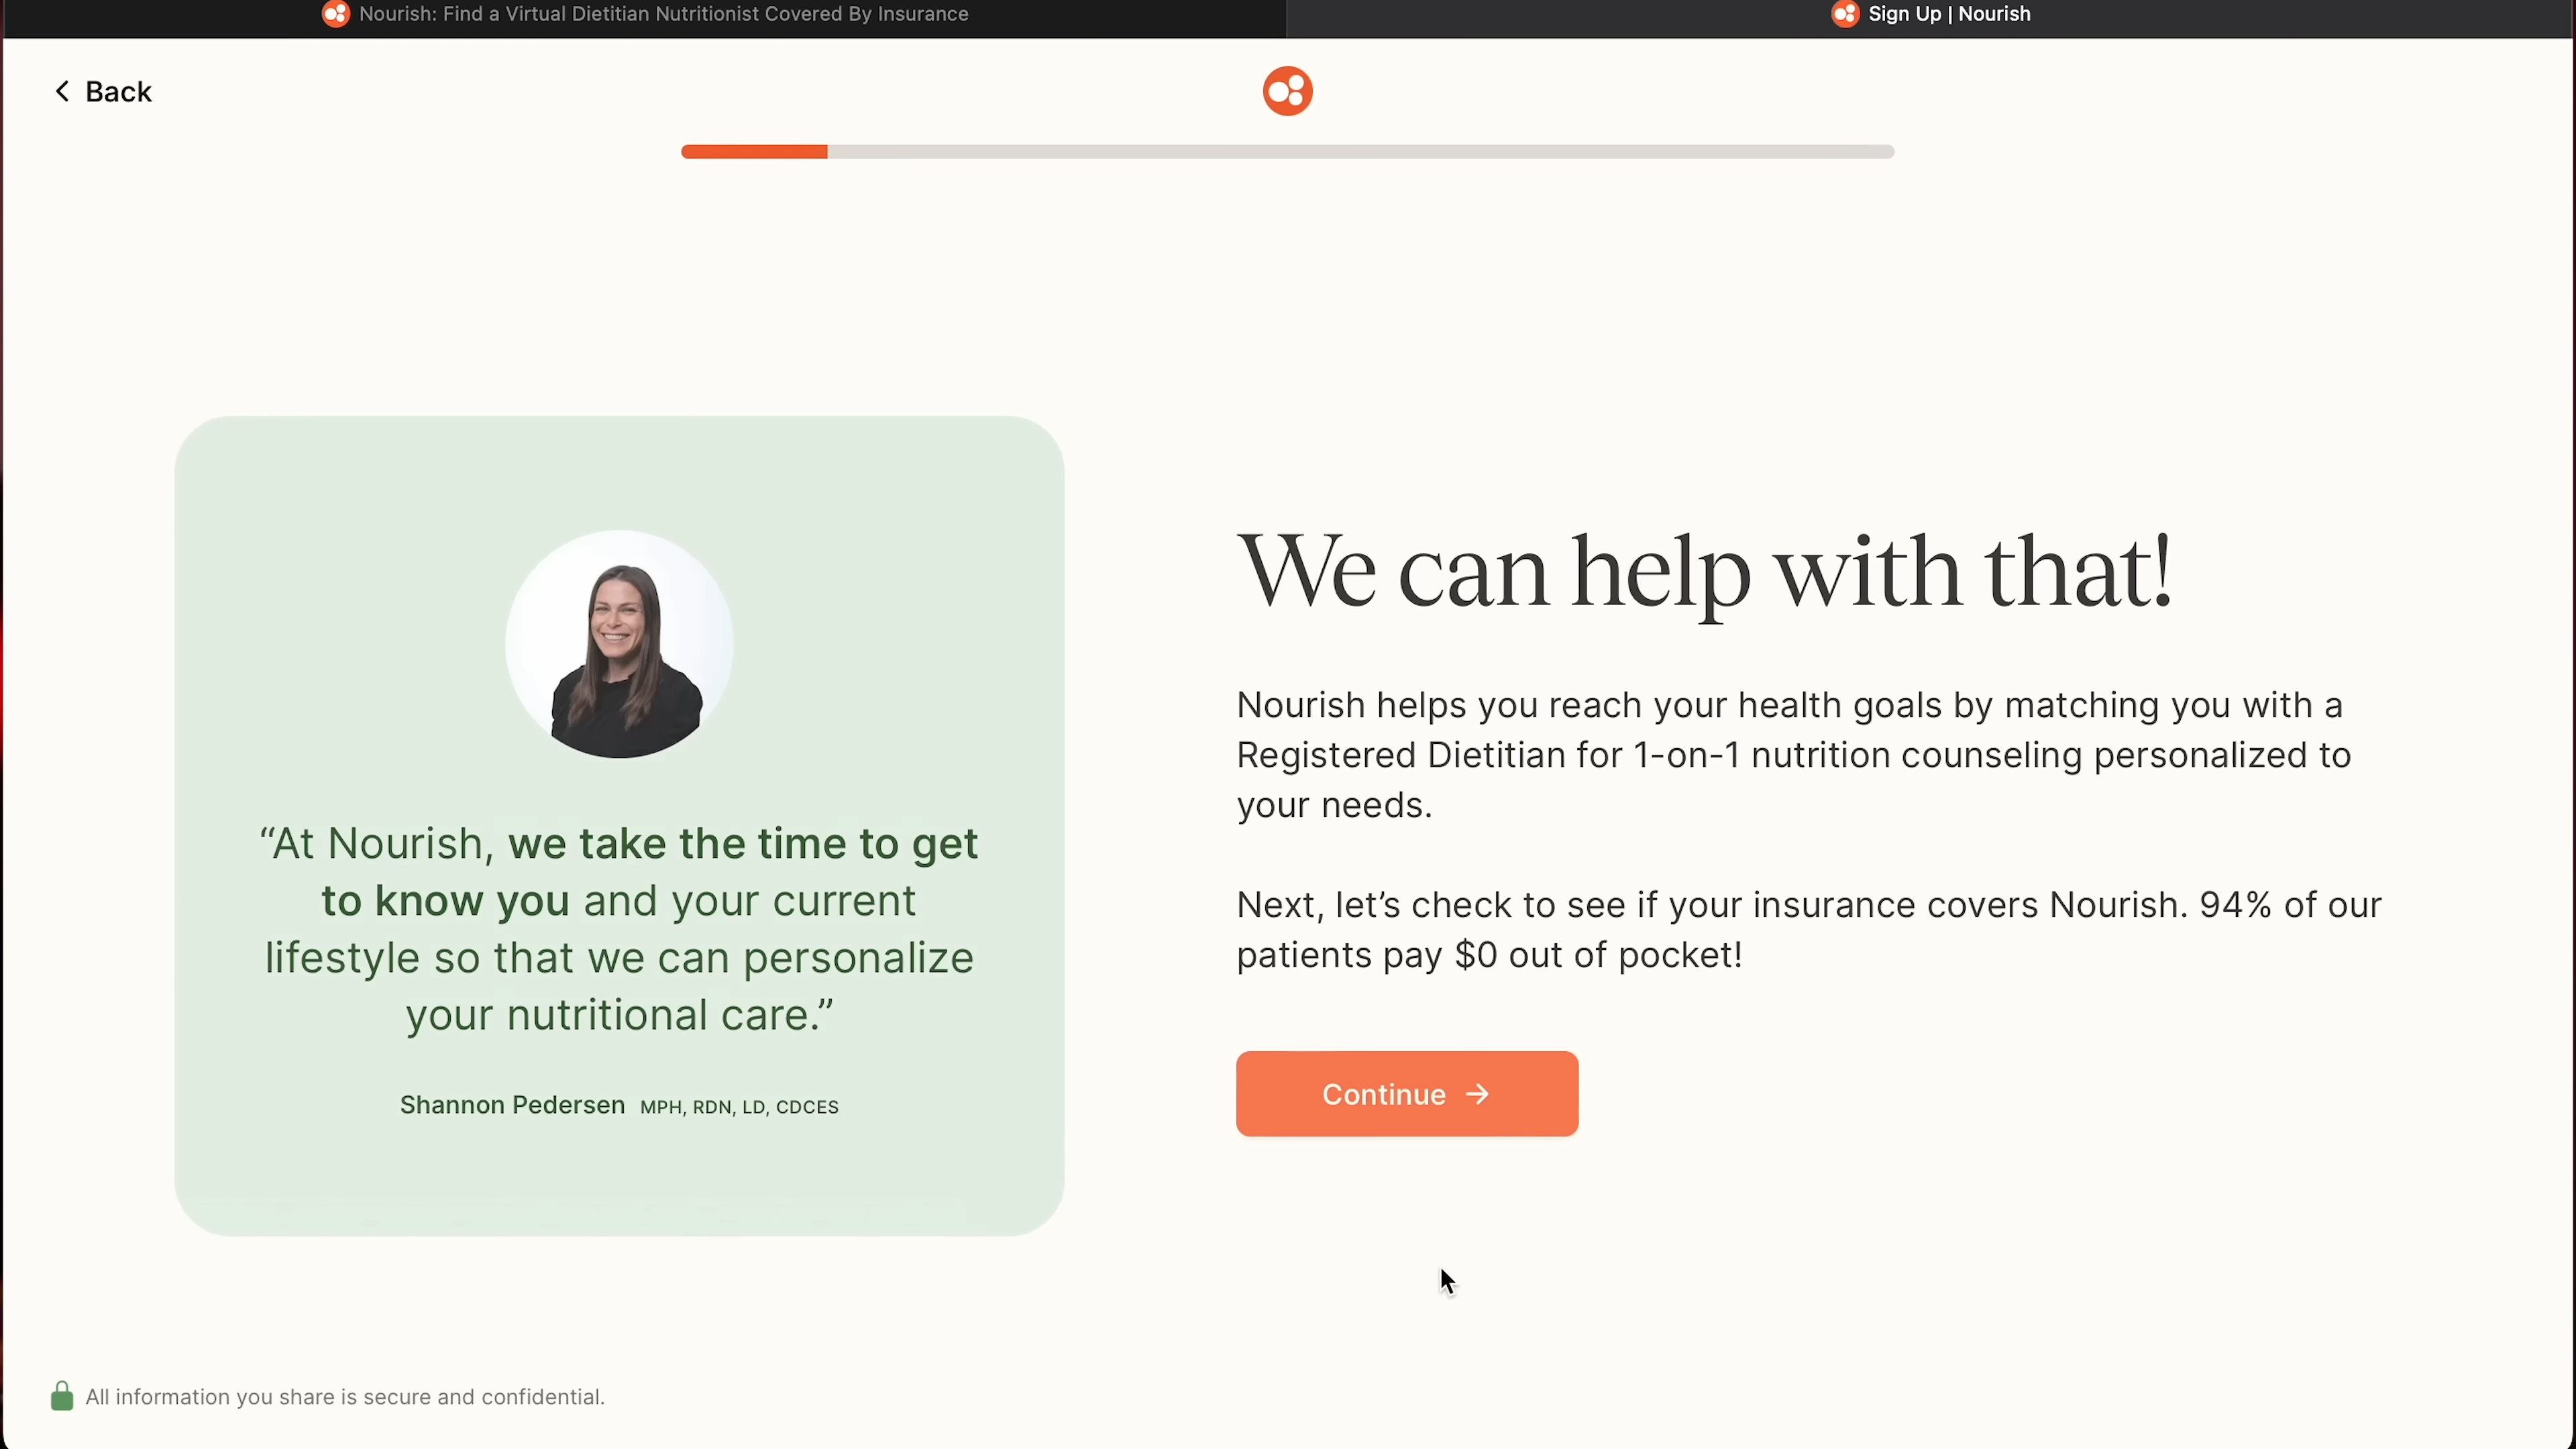 Nourish: Find a Virtual Dietitian Nutritionist Covered By Insurance
Sign Up | Nourish
Back
“At Nourish, we take the time to get
to know you and your current
lifestyle so that we can personalize
your nutritional care.”
Shannon Pedersen MPH, RDN, LD, CDCES
We can help with that!
Nourish helps you reach your health goals by matching you with a
Registered Dietitian for 1-on-1 nutrition counseling personalized to
your needs.
Next, let’s check to see if your insurance covers Nourish. 94% of our
patients pay $0 out of pocket!
Continue
All information you share is secure and confidential.